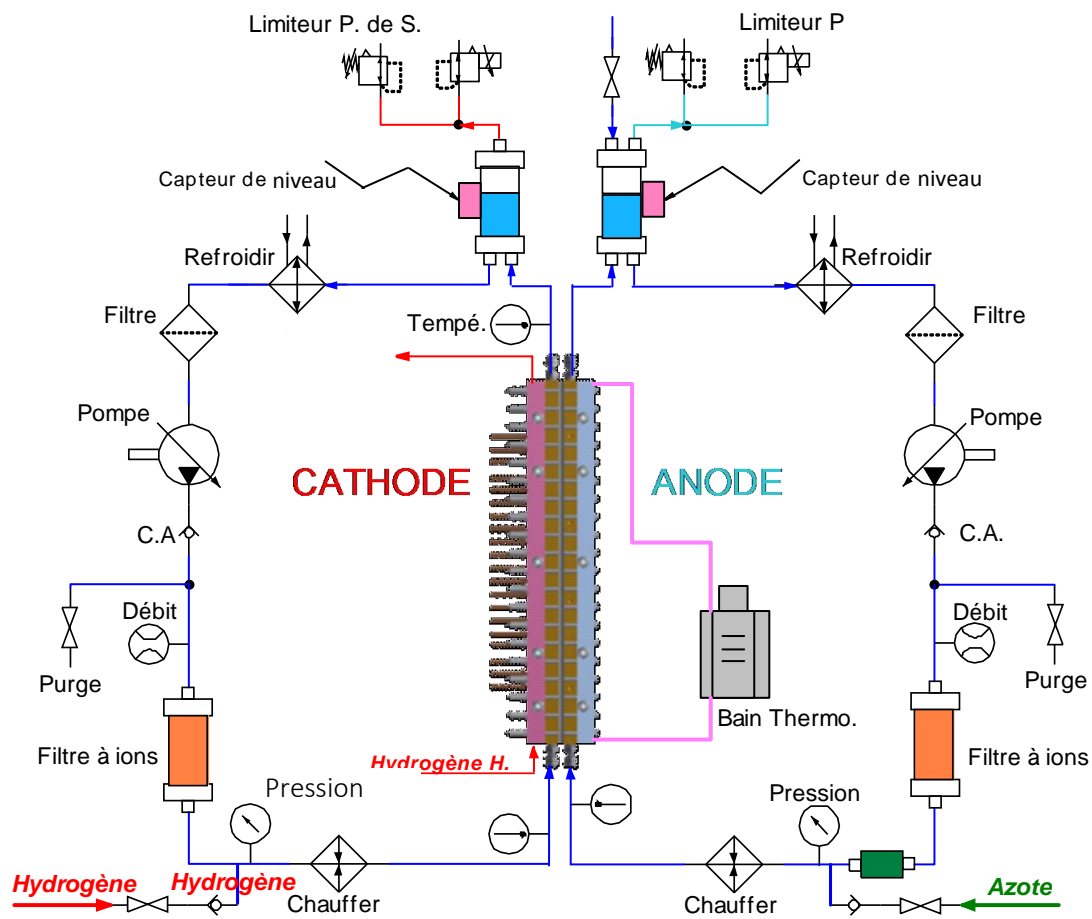 Limiteur P. de S.
Limiteur P
Capteur de niveau
Capteur de niveau
Refroidir
Refroidir
Filtre
Tempé.
Filtre
Pompe
Pompe
CATHODE
ANODE
C.A
C.A.
Débit
Débit
Purge
Purge
Bain Thermo.
Filtre à ions
Filtre à ions
Hydrogène H.
Pression
Pression
Hydrogène
Hydrogène
Azote
Chauffer
Chauffer